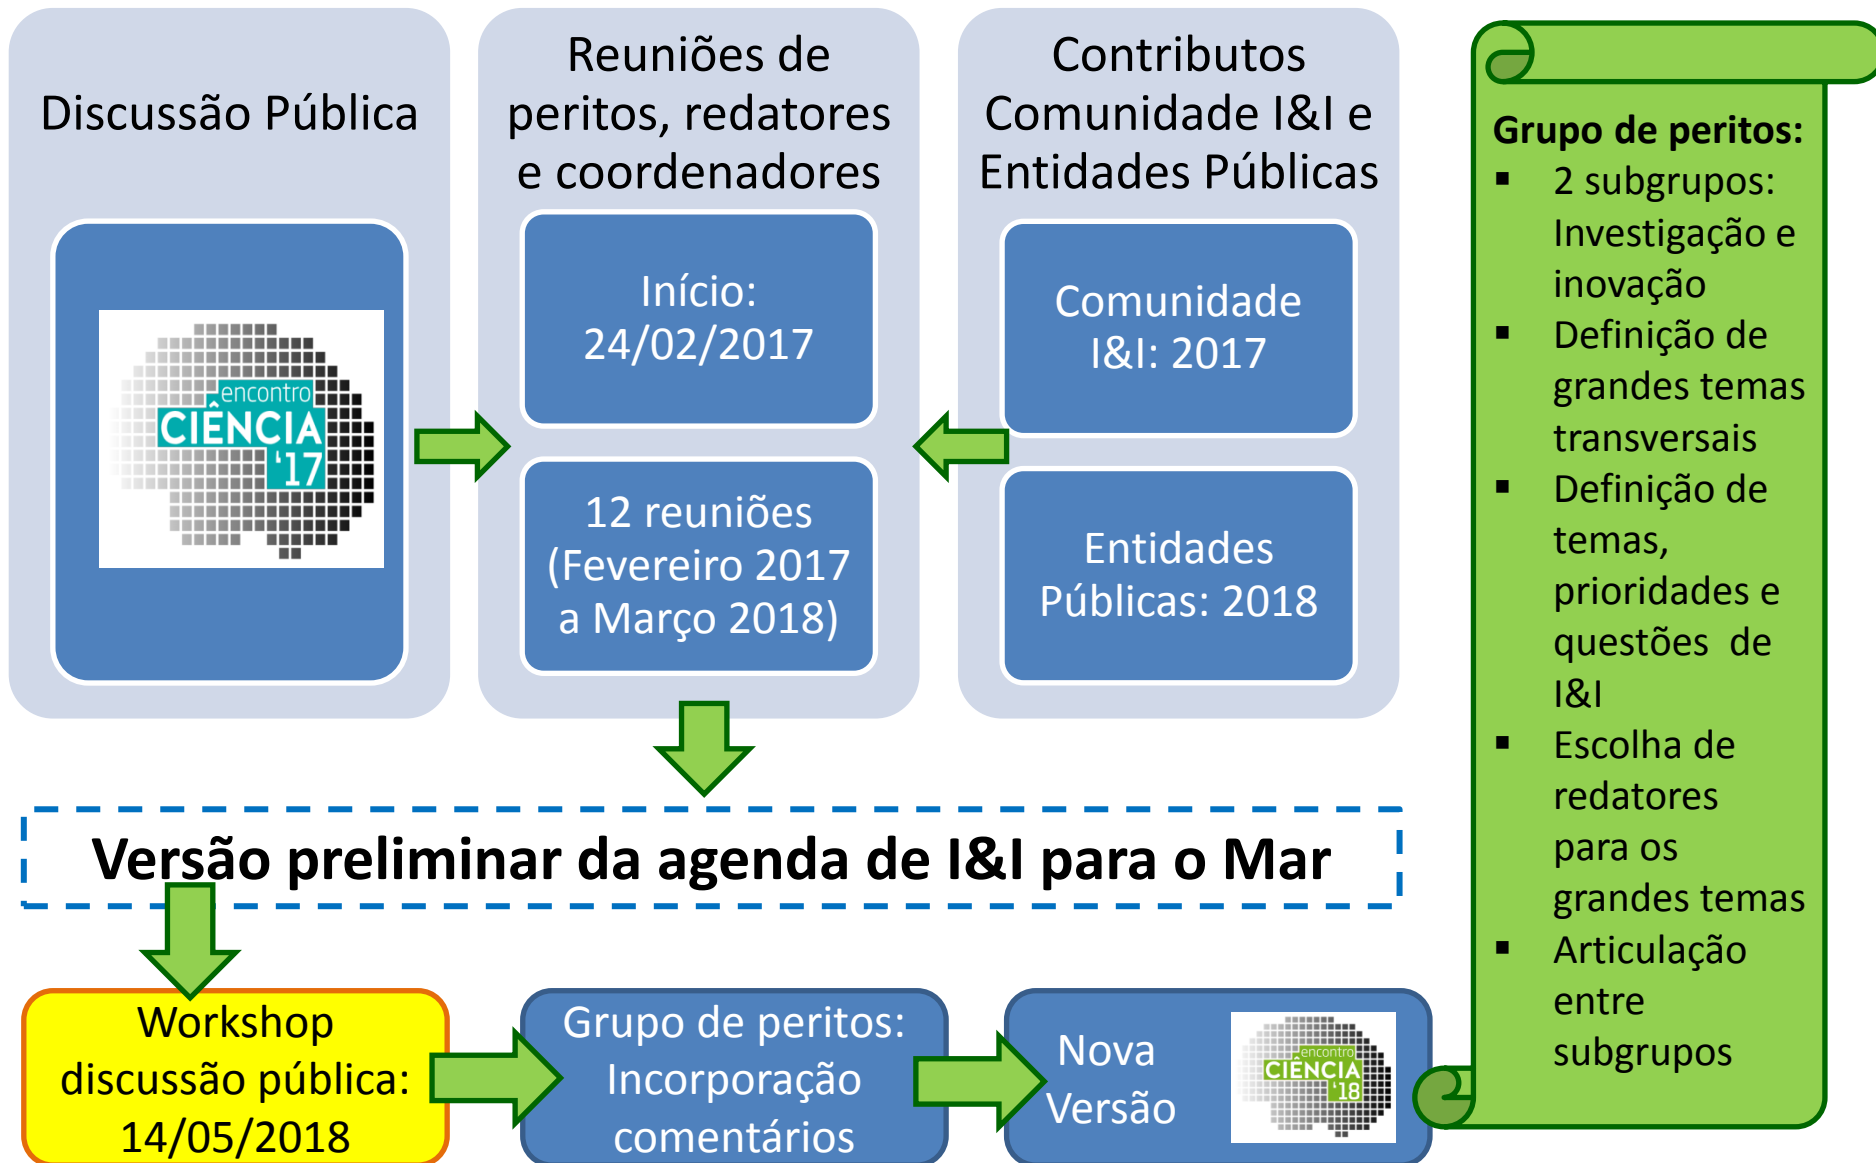 Discussão Pública
encontro
CIÊNCIA
'17
Reuniões de
peritos, redatores
e coordenadores
Início:
24/02/2017
12 reuniões
(Fevereiro 2017
a Março 2018)
Contributos
Comunidade I&I e
Entidades Públicas
Comunidade
I&I: 2017
Entidades
Públicas: 2018
Versão preliminar da agenda de I&I para o Mar
Workshop
discussão pública:
14/05/2018
Grupo de peritos:
Incorporação
comentários
Nova
Versão
encontro
CIÊNCIA
'18
Grupo de peritos:
▪ 2 subgrupos:
Investigação e
inovação
▪ Definição de
grandes temas
transversais
▪ Definição de
temas,
prioridades e
questões  de
I&I
▪ Escolha de
redatores
para os
grandes temas
▪ Articulação
entre
subgrupos